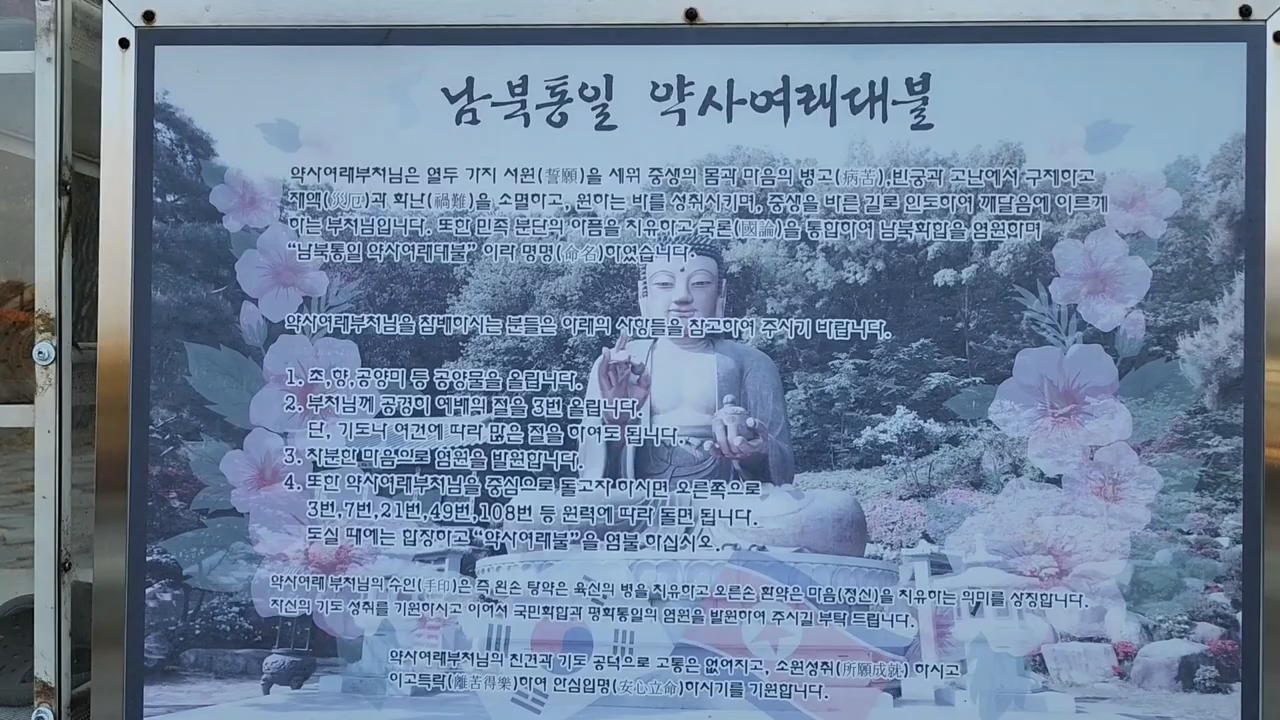 남북통일 약사여래대불
약사여래부처님은 열두 가지 서원(誓願)을 세워 중생의 몸과 마음의 병고(病苦),빈궁과 고난에서 구제하고
재액(災厄)과 화난(禍難)을 소멸하고, 원하는 바를 성취시키며, 중생을 바른 길로 인도하여 깨달음에 이르게
하는 부처님입니다. 또한 민족 분단의 아픔을 치유하고 국론(國論)을 통합하여 남북화합을 염원하며
“남북통일 약사여래대불” 이라 명명(命名)하였습니다.
약사여래부처님을 참배하시는 분들은 아래의 사항들을 참고하여 주시기 바랍니다.
1. 초,향,공양미 등 공양물을 올립니다.
2. 부처님께 공경히 예배의 절을 3번 올립니다.
단, 기도나 여건에 따라 많은 절을 하여도 됩니다.
3. 차분한 마음으로 염원을 발원합니다.
4. 또한 약사여래부처님을 중심으로 돌고자 하시면 오른쪽으로
3번,7번,21번,49번,108번 등 원력에 따라 돌면 됩니다.
도실 때에는 합장하고“약사여래불”을 염불 하십시오.
약사여래 부처님의 수인(手印)은 즉 왼손 탕약은 육신의 병을 치유하고 오른손 환약은 마음(정신)을 치유하는 의미를 상징합니다.
자신의 기도 성취를 기원하시고 이어서 국민화합과 평화통일의 염원을 발원하여 주시길 부탁 드립니다.
약사여래부처님의 친견과 기도 공덕으로 고통은 없어지고, 소원성취(所願成就) 하시고
이고득락(離苦得樂)하여 안심입명(安心立命)하시기를 기원합니다.